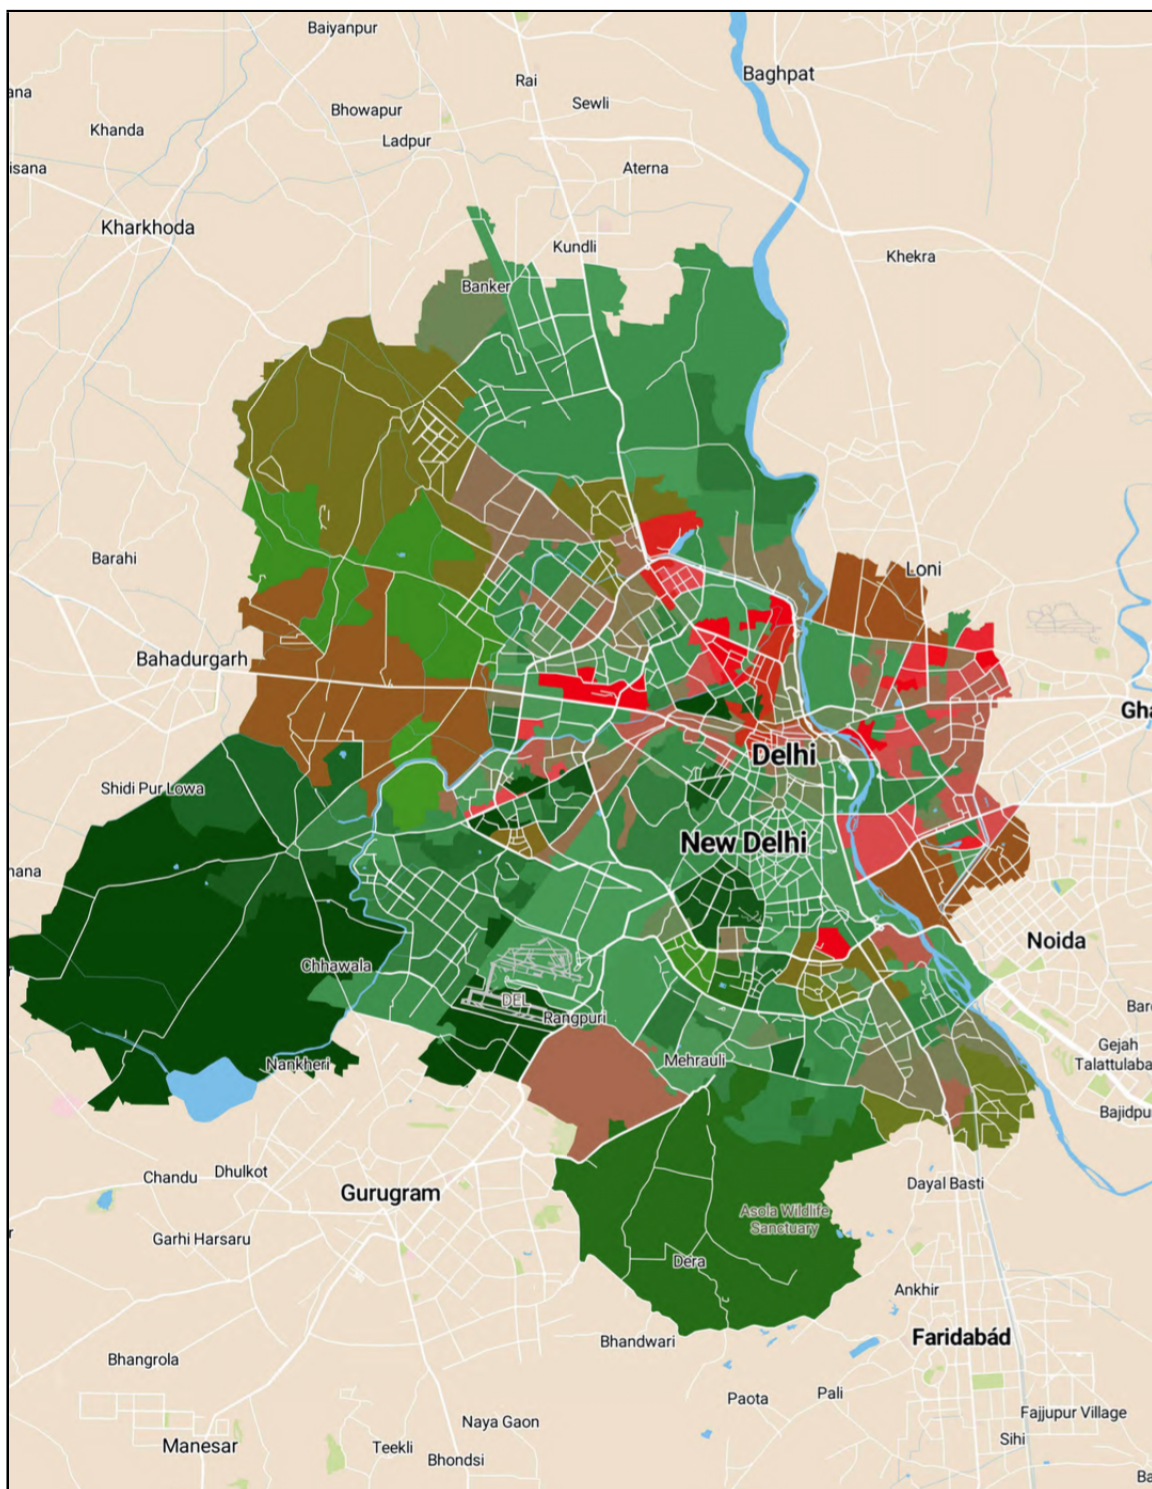 Baiyanpur
Baghpat
Rai
ana
Sewli
Bhowapur
Khanda
Ladpur
isana
Aterna
Kharkhoda
Kundli
Khekra
Banker
Barahi
Loni
Bahadurgarh
Gha
Delhi
Shidi Pur Lowa
New Delhi
nana
Noida
Chhawala
DEL
Bard
Rangpuri
Gejah
Talattulaba
Mehrauli
Nankheri
Bajidpu
Chandu
Dhulkot
Dayal Basti
Gurugram
Asola Wildlife
Sanctuary
r
Garhi Harsaru
Dera
Ankhir
Faridabád
Bhandwari
Bhangrola
Pali
Paota
Fajjupur Village
Naya Gaon
Sihi
Manesar
Teekli
Bhondsi
Ba